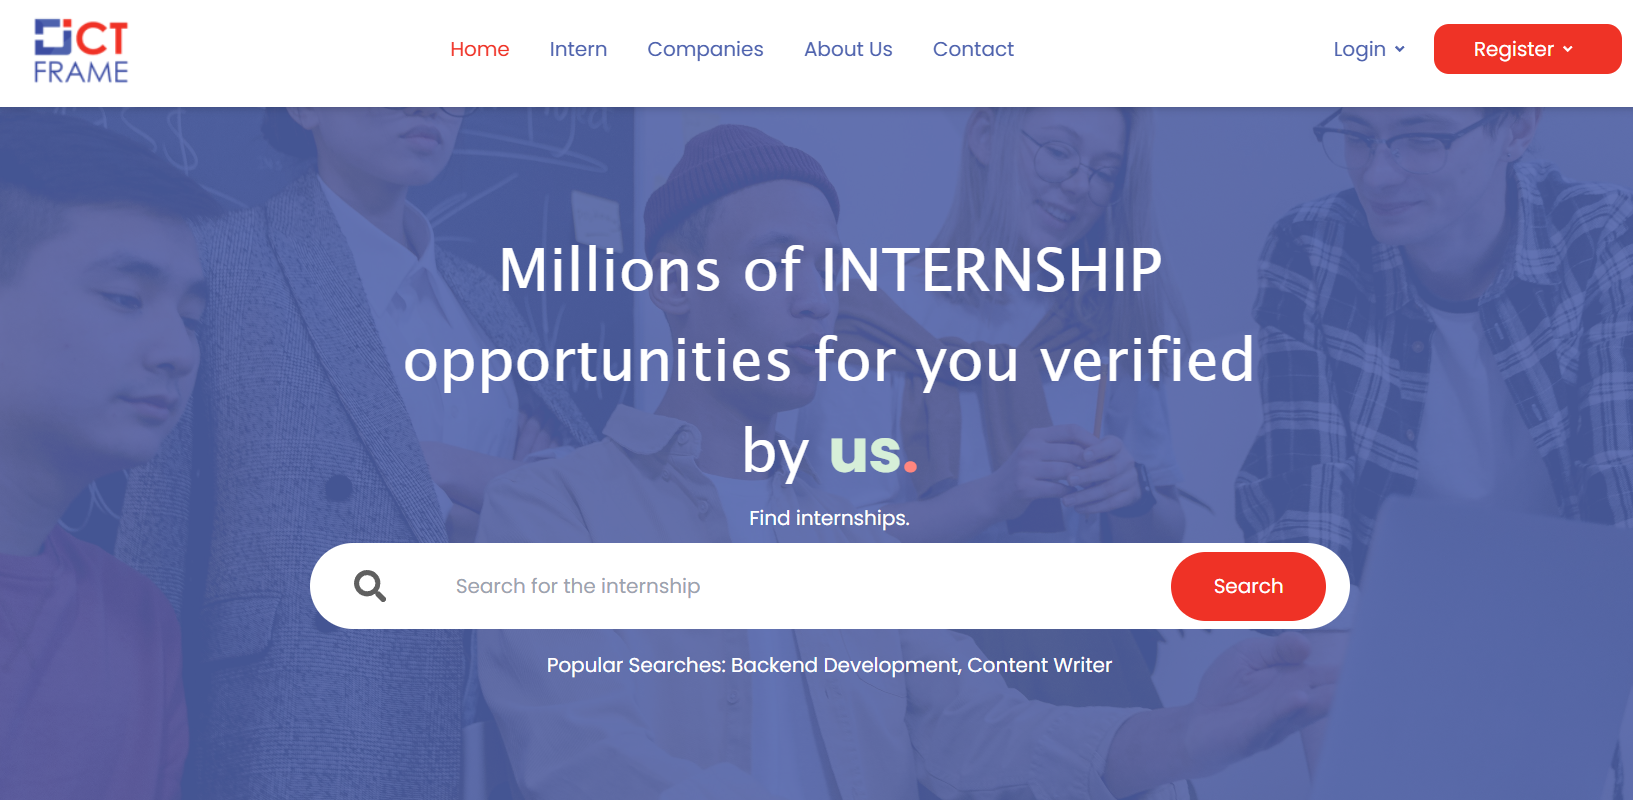 ICT
FRAME
Home Intern Companies About Us Contact Login Register
Millions of INTERNSHIP
opportunities for you verified
by us.
Find internships.
Search for the internship Search
Popular Searches: Backend Development, Content Writer